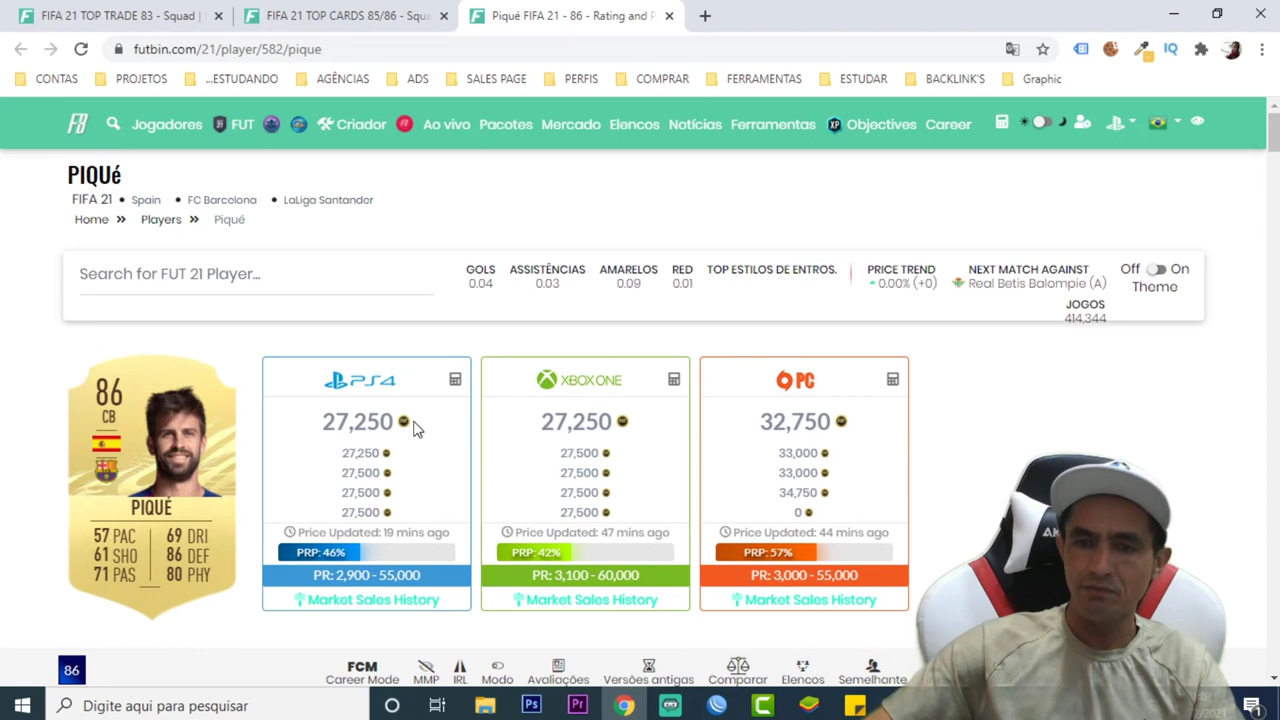 FIFA 21 TOP TRADE 83 - Squad |
FIFA 21 TOP CARDS 85/86 - Squa
Piqué FIFA 21 - 86 - Rating and P
futbin.com/21/player/582/pique
IQ
CONTAS PROJETOS ...ESTUDANDO AGÊNCIAS ADS SALES PAGE PERFIS COMPRAR FERRAMENTAS ESTUDAR BACKLINK'S Graphic
Jogadores FUT Criador Ao vivo Pacotes Mercado Elencos Notícias Ferramentas XP Objectives Career
PIQUé
FIFA 21 • Spain • FC Barcelona • LaLiga Santander
Home » Players » Piqué
Search for FUT 21 Player...
GOLS ASSISTÊNCIAS AMARELOS RED TOP ESTILOS DE ENTROS. PRICE TREND NEXT MATCH AGAINST Off On
0.04 0.03 0.09 0.01 0.00% (+0) Real Betis Balompie (A) Theme
JOGOS
414,344
86
CB
PIQUÉ
57 PAC 69 DRI
61 SHO 86 DEF
71 PAS 80 PHY
PS4
27,250
27,250
27,500
27,500
27,500
Price Updated: 19 mins ago
PRP: 46%
PR: 2,900 - 55,000
Market Sales History
XBOX ONE
27,250
27,500
27,500
27,500
27,500
Price Updated: 47 mins ago
PRP: 42%
PR: 3,100 - 60,000
Market Sales History
PC
32,750
33,000
33,000
34,750
0
Price Updated: 44 mins ago
PRP: 57%
PR: 3,000 - 55,000
Market Sales History
AK
86
FCM MMP IRL Modo Avaliações Versões antigas Comparar Elencos Semelhante
Career Mode
Digite aqui para pesquisar
Ps
Pr